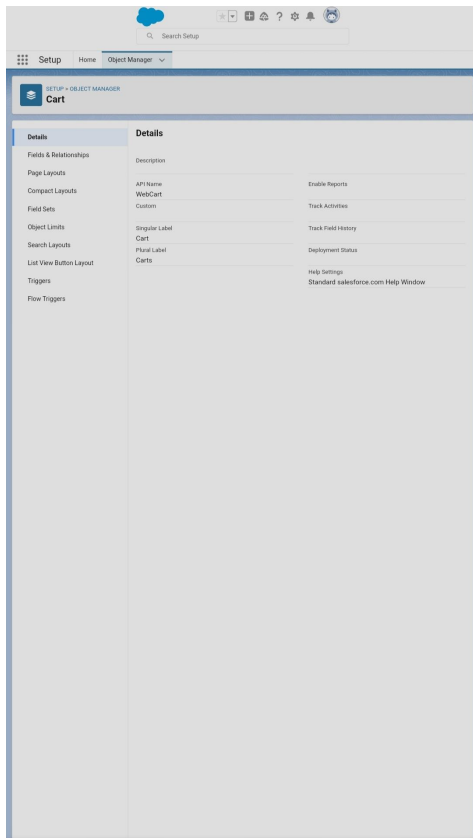 Search Setup
Setup Home Object Manager
SETUP > OBJECT MANAGER
Cart
Details
Fields & Relationships
Page Layouts
Compact Layouts
Field Sets
Object Limits
Search Layouts
List View Button Layout
Triggers
Flow Triggers
Details
Description
API Name
WebCart
Custom
Singular Label
Cart
Plural Label
Carts
Enable Reports
Track Activities
Track Field History
Deployment Status
Help Settings
Standard salesforce.com Help Window